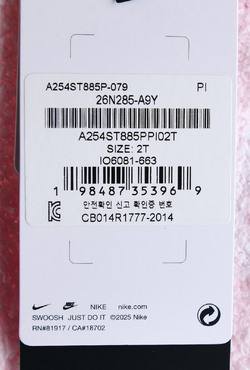 A254ST885P-079 PI
26N285-A9Y
A254ST885PPI02T
SIZE: 2T
IO6081-663
1 98487 35396 9
안전확인 신고 확인증 번호
CB014R1777-2014
NIKE nike.com
SWOOSH JUST DO IT ©2025 Nike
RN#81917 / CA#18702